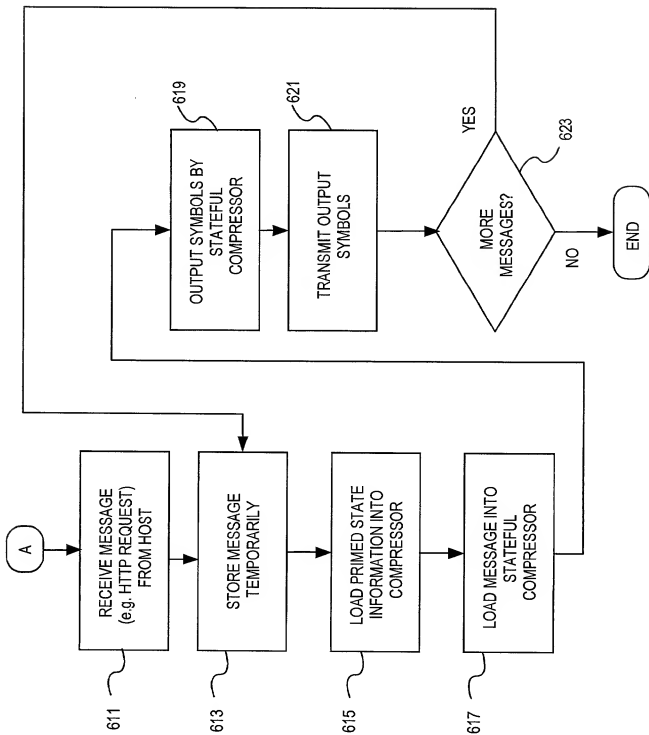 A
RECEIVE MESSAGE
(e.g. HTTP REQUEST)
FROM HOST
611
STORE MESSAGE
TEMPORARILY
613
LOAD PRIMED STATE
INFORMATION INTO
COMPRESSOR
615
LOAD MESSAGE INTO
STATEFUL
COMPRESSOR
617
OUTPUT SYMBOLS BY
STATEFUL
COMPRESSOR
619
TRANSMIT OUTPUT
SYMBOLS
621
MORE
MESSAGES?
623
YES
NO
END